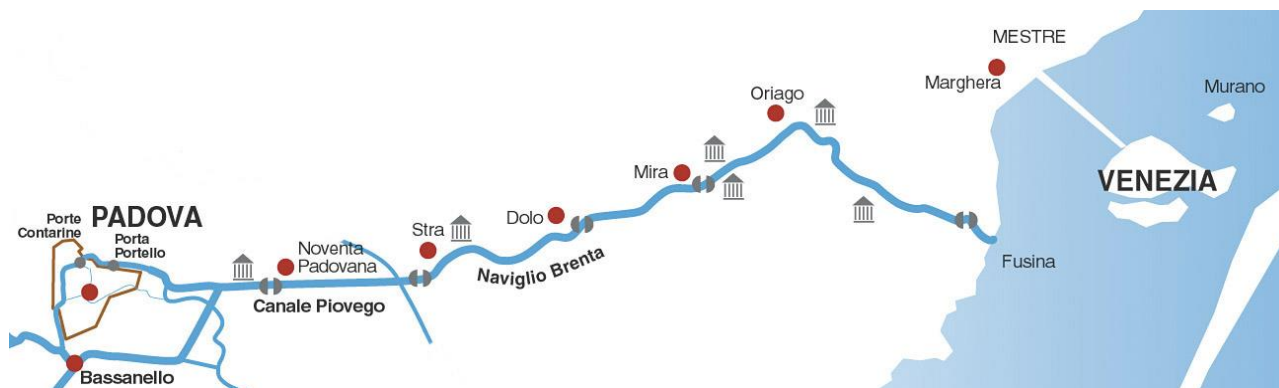 MESTRE
Marghera
Murano
Oriago
VENEZIA
Mira
PADOVA
Porte
Contarine
Porta
Portello
Dolo
Stra
Noventa
Padovana
Naviglio Brenta
Fusina
Canale Piovego
Bassanello